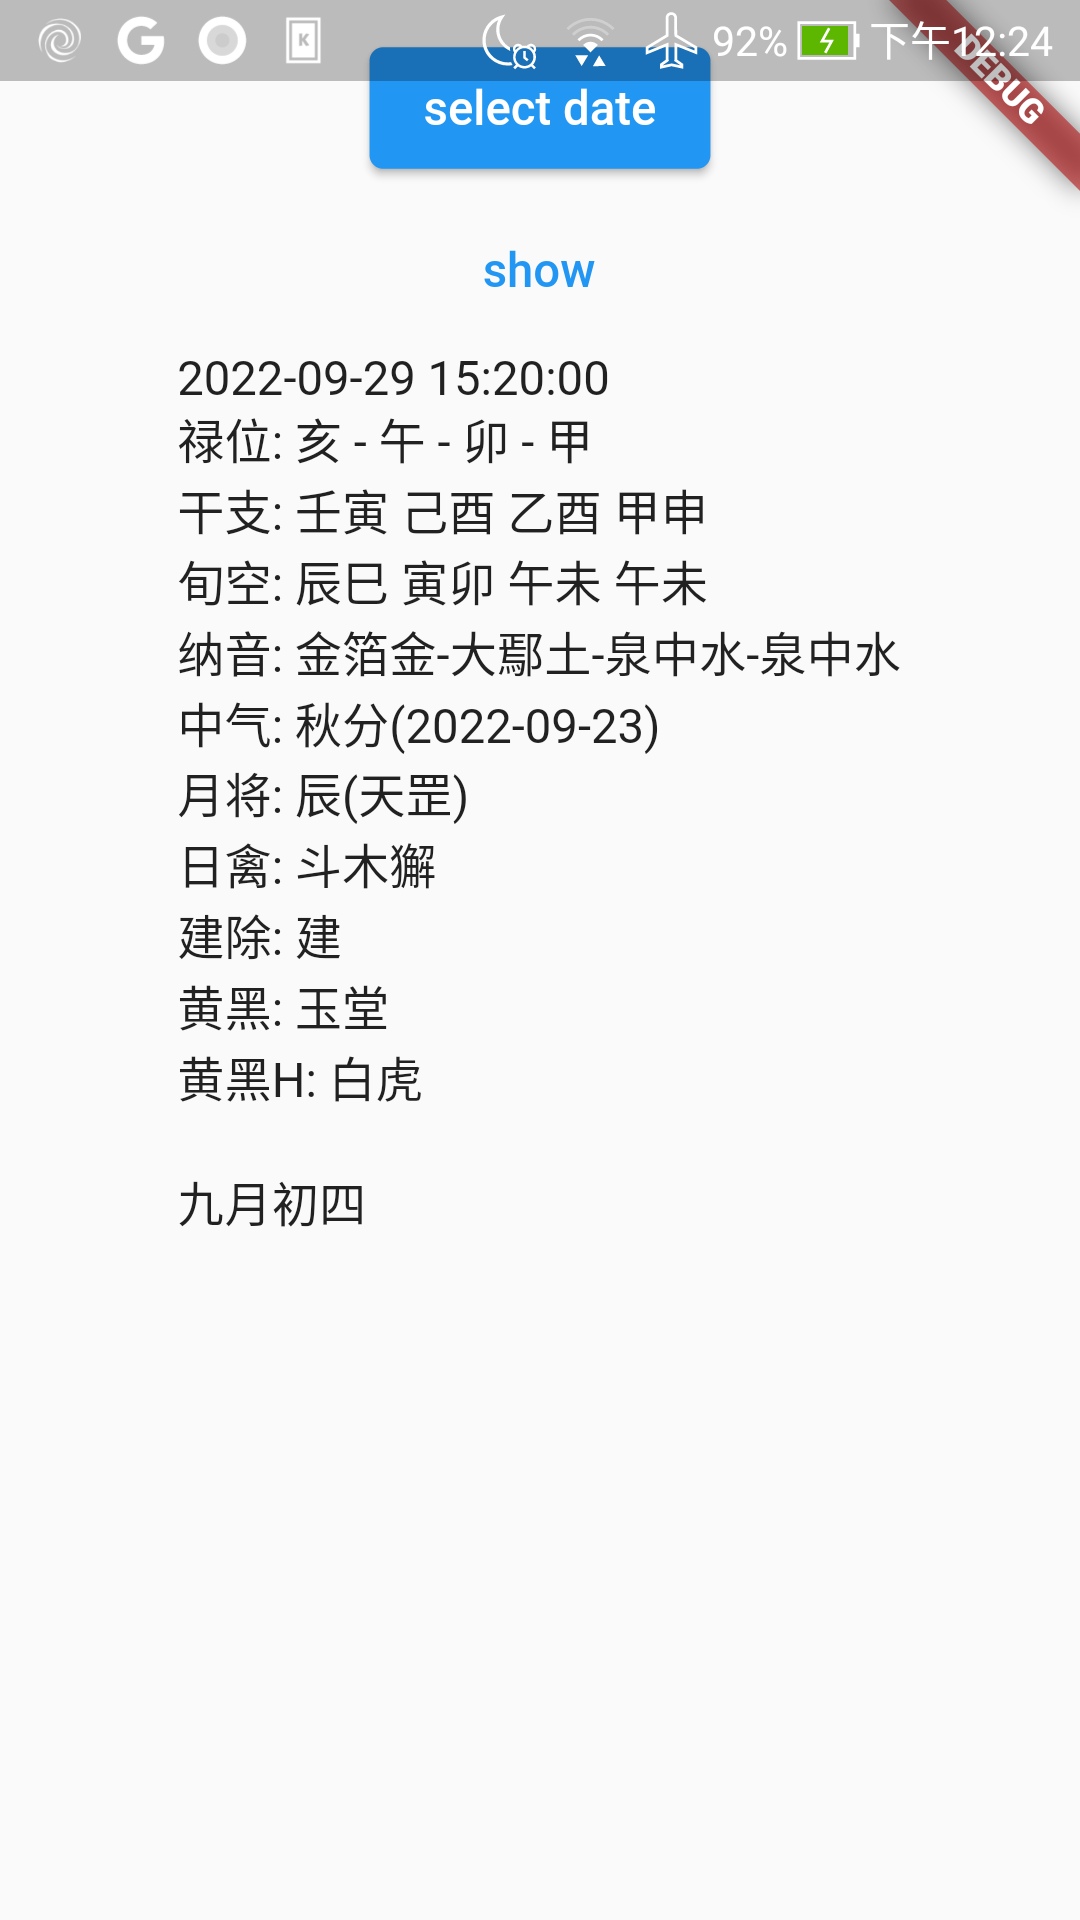 92% 下午12:24
DEBUG
select date
show
2022-09-29 15:20:00
禄位: 亥 - 午 - 卯 - 甲
干支: 壬寅 己酉 乙酉 甲申
旬空: 辰巳 寅卯 午未 午未
纳音: 金箔金-大鄢土-泉中水-泉中水
中气: 秋分(2022-09-23)
月将: 辰(天罡)
日禽: 斗木獬
建除: 建
黄黑: 玉堂
黄黑H: 白虎
九月初四